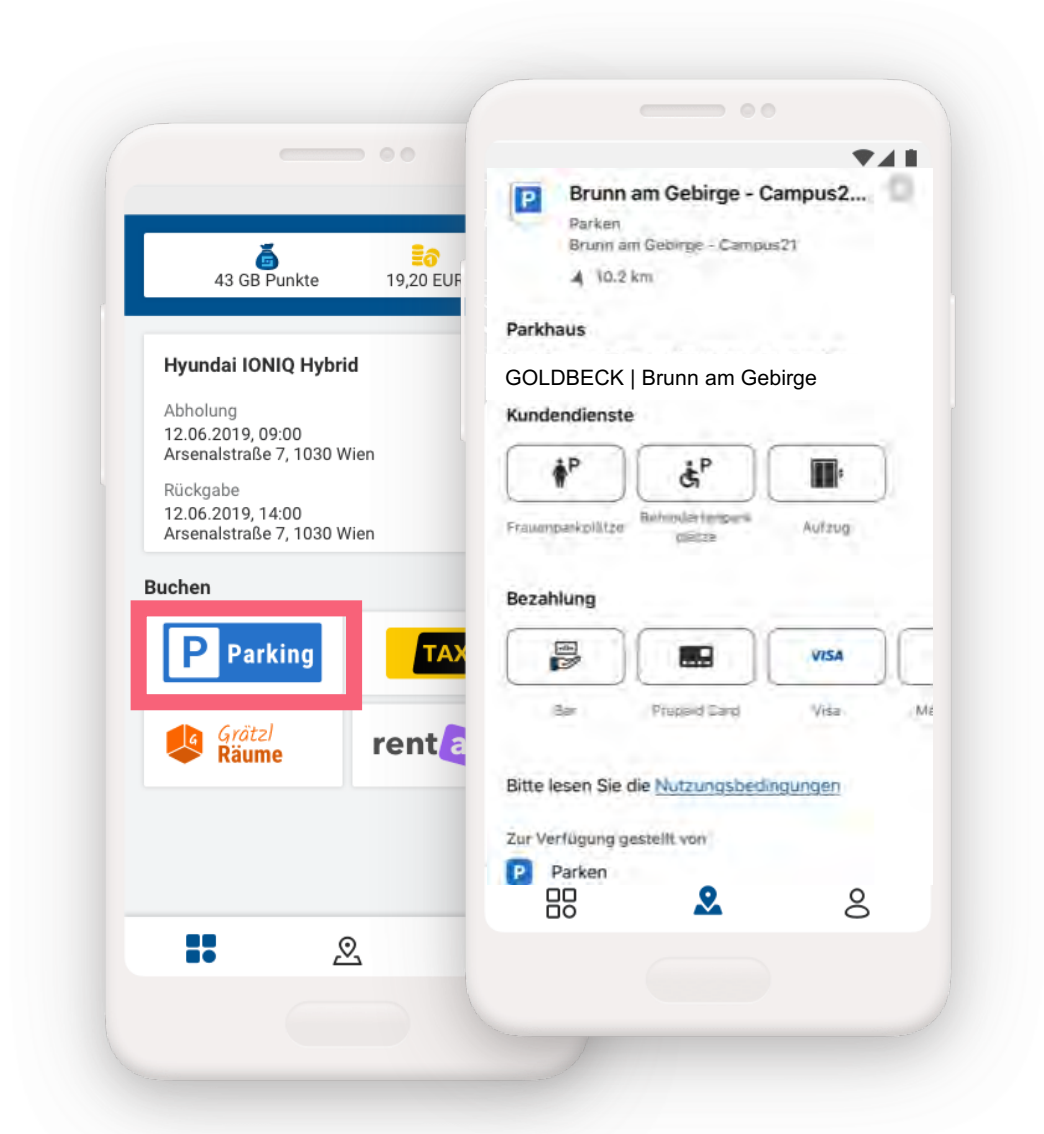 43 GB Punkte
19,20 EUR
Hyundai IONIQ Hybrid
Abholung
12.06.2019, 09:00
Arsenalstraße 7, 1030 Wien
Rückgabe
12.06.2019, 14:00
Arsenalstraße 7, 1030 Wien
Buchen
P Parking
TAX
G Grätzl
Räume
rent a
P Brunn am Gebirge - Campus2...
Parken
Brunn am Gebirge - Campus21
10.2 km
Parkhaus
GOLDBECK | Brunn am Gebirge
Kundendienste
P
P
Frauenparkplätze
Behindertenpark
plätze
Aufzug
Bezahlung
VISA
Bar
Prepaid Card
Visa
Ma
Bitte lesen Sie die Nutzungsbedingungen
Zur Verfügung gestellt von
P Parken